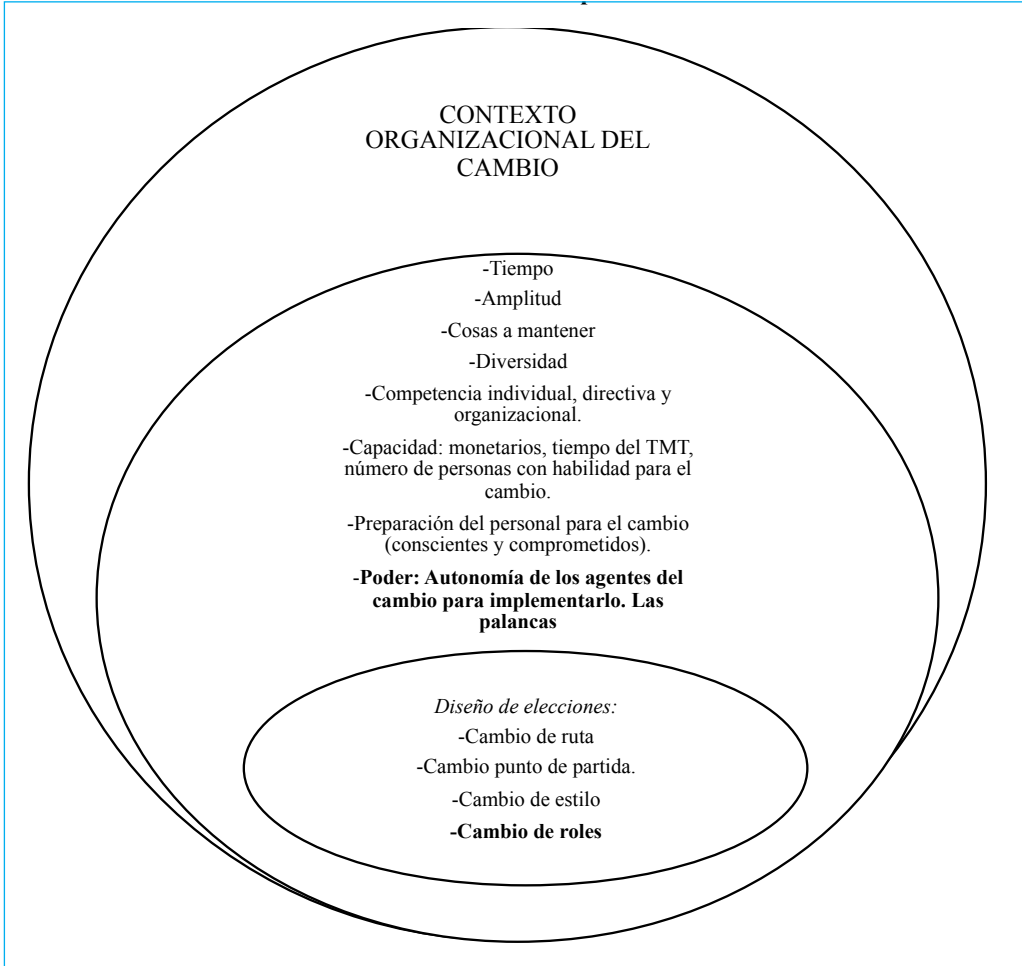 CONTEXTO
ORGANIZACIONAL DEL
CAMBIO
-Tiempo
-Amplitud
-Cosas a mantener
-Diversidad
-Competencia individual, directiva y
organizacional.
-Capacidad: monetarios, tiempo del TMT,
número de personas con habilidad para el
cambio.
-Preparación del personal para el cambio
(conscientes y comprometidos).
-Poder: Autonomía de los agentes del
cambio para implementarlo. Las
palancas
Diseño de elecciones:
-Cambio de ruta
-Cambio punto de partida.
-Cambio de estilo
-Cambio de roles